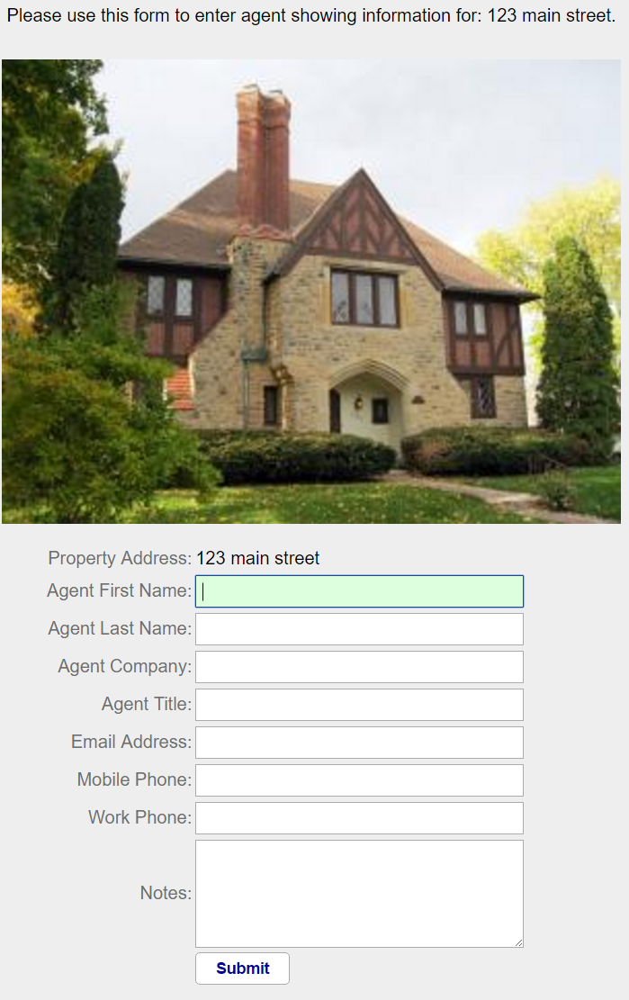 Please use this form to enter agent showing information for: 123 main street.
Property Address: 123 main street
Agent First Name:
Agent Last Name:
Agent Company:
Agent Title:
Email Address:
Mobile Phone:
Work Phone:
Notes:
Submit